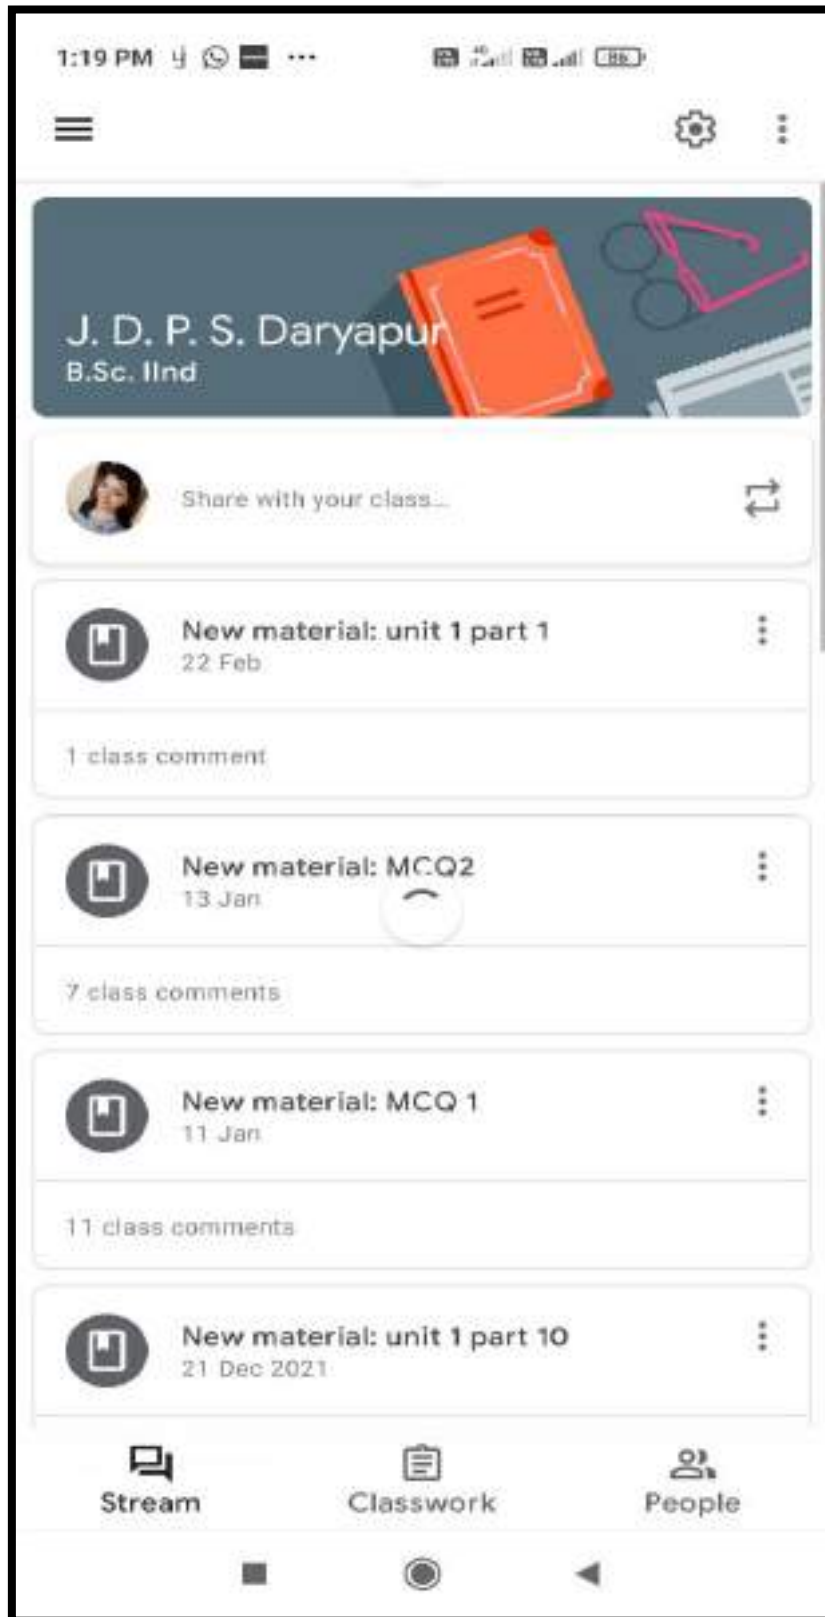 1:19 PM
86
J. D. P. S. Daryapur
B.Sc. IInd
Share with your class...
New material: unit 1 part 1
22 Feb
1 class comment
New material: MCQ2
13 Jan
7 class comments
New material: MCQ 1
11 Jan
11 class comments
New material: unit 1 part 10
21 Dec 2021
Stream
Classwork
People